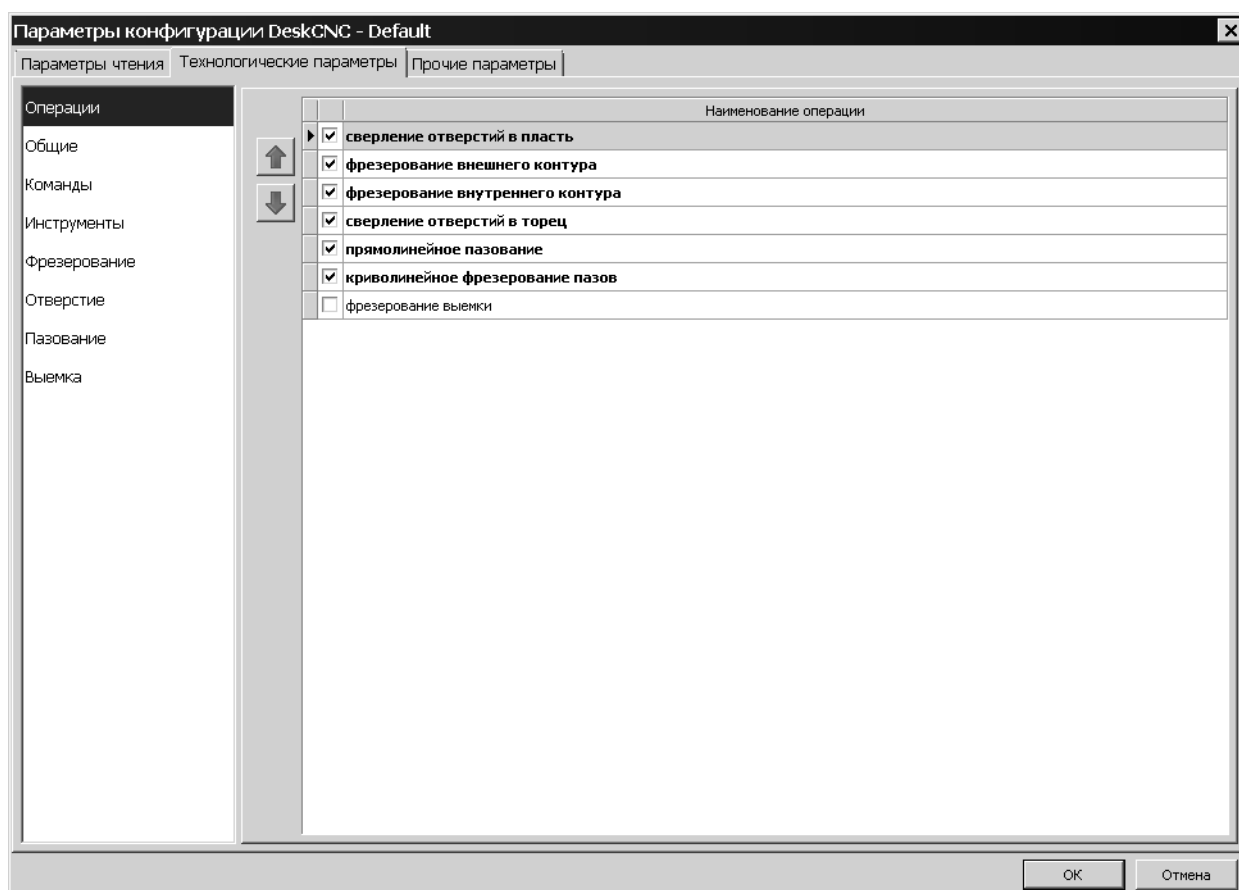 Параметры конфигурации DeskCNC - Default
Параметры чтения Технологические параметры Прочие параметры
Операции
Общие
Команды
Инструменты
Фрезерование
Отверстие
Пазование
Выемка
Наименование операции
сверление отверстий в пласть
фрезерование внешнего контура
фрезерование внутреннего контура
сверление отверстий в торец
прямолинейное пазование
криволинейное фрезерование пазов
фрезерование выемки
ОК Отмена